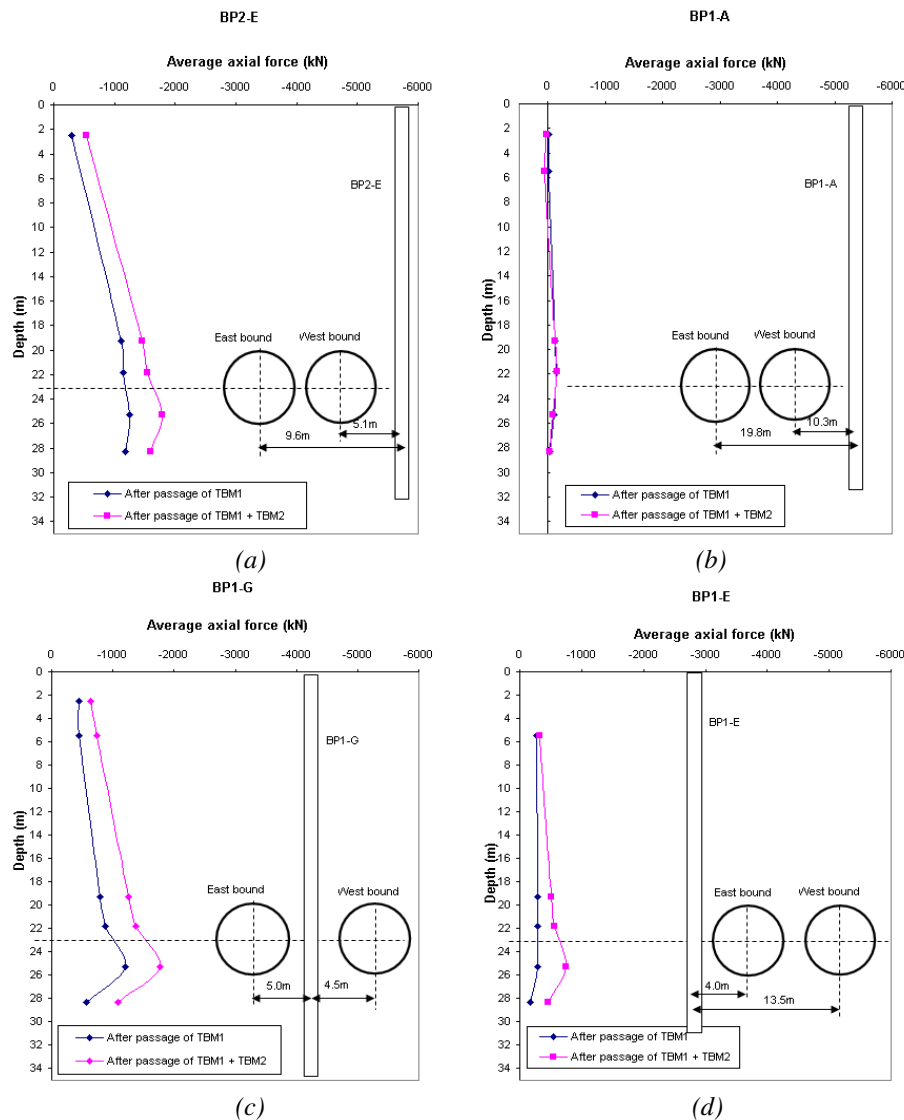 BP2-E
Average axial force (kN)
0 -1000 -2000 -3000 -4000 -5000 -6000
0
2
4
6
8
10
12
14
16
18
20
22
24
26
28
30
32
34
Depth (m)
BP2-E
East bound
West bound
5.1m
9.6m
After passage of TBM1
After passage of TBM1 + TBM2
(a)
BP1-A
Average axial force (kN)
0 -1000 -2000 -3000 -4000 -5000 -6000
0
2
4
6
8
10
12
14
16
18
20
22
24
26
28
30
32
34
Depth (m)
BP1-A
East bound
West bound
10.3m
19.8m
After passage of TBM1
After passage of TBM1 + TBM2
(b)
BP1-G
Average axial force (kN)
0 -1000 -2000 -3000 -4000 -5000 -6000
0
2
4
6
8
10
12
14
16
18
20
22
24
26
28
30
32
34
Depth (m)
BP1-G
East bound
West bound
5.0m
4.5m
After passage of TBM1
After passage of TBM1 + TBM2
(c)
BP1-E
Average axial force (kN)
0 -1000 -2000 -3000 -4000 -5000 -6000
0
2
4
6
8
10
12
14
16
18
20
22
24
26
28
30
32
34
Depth (m)
BP1-E
East bound
West bound
4.0m
13.5m
After passage of TBM1
After passage of TBM1 + TBM2
(d)